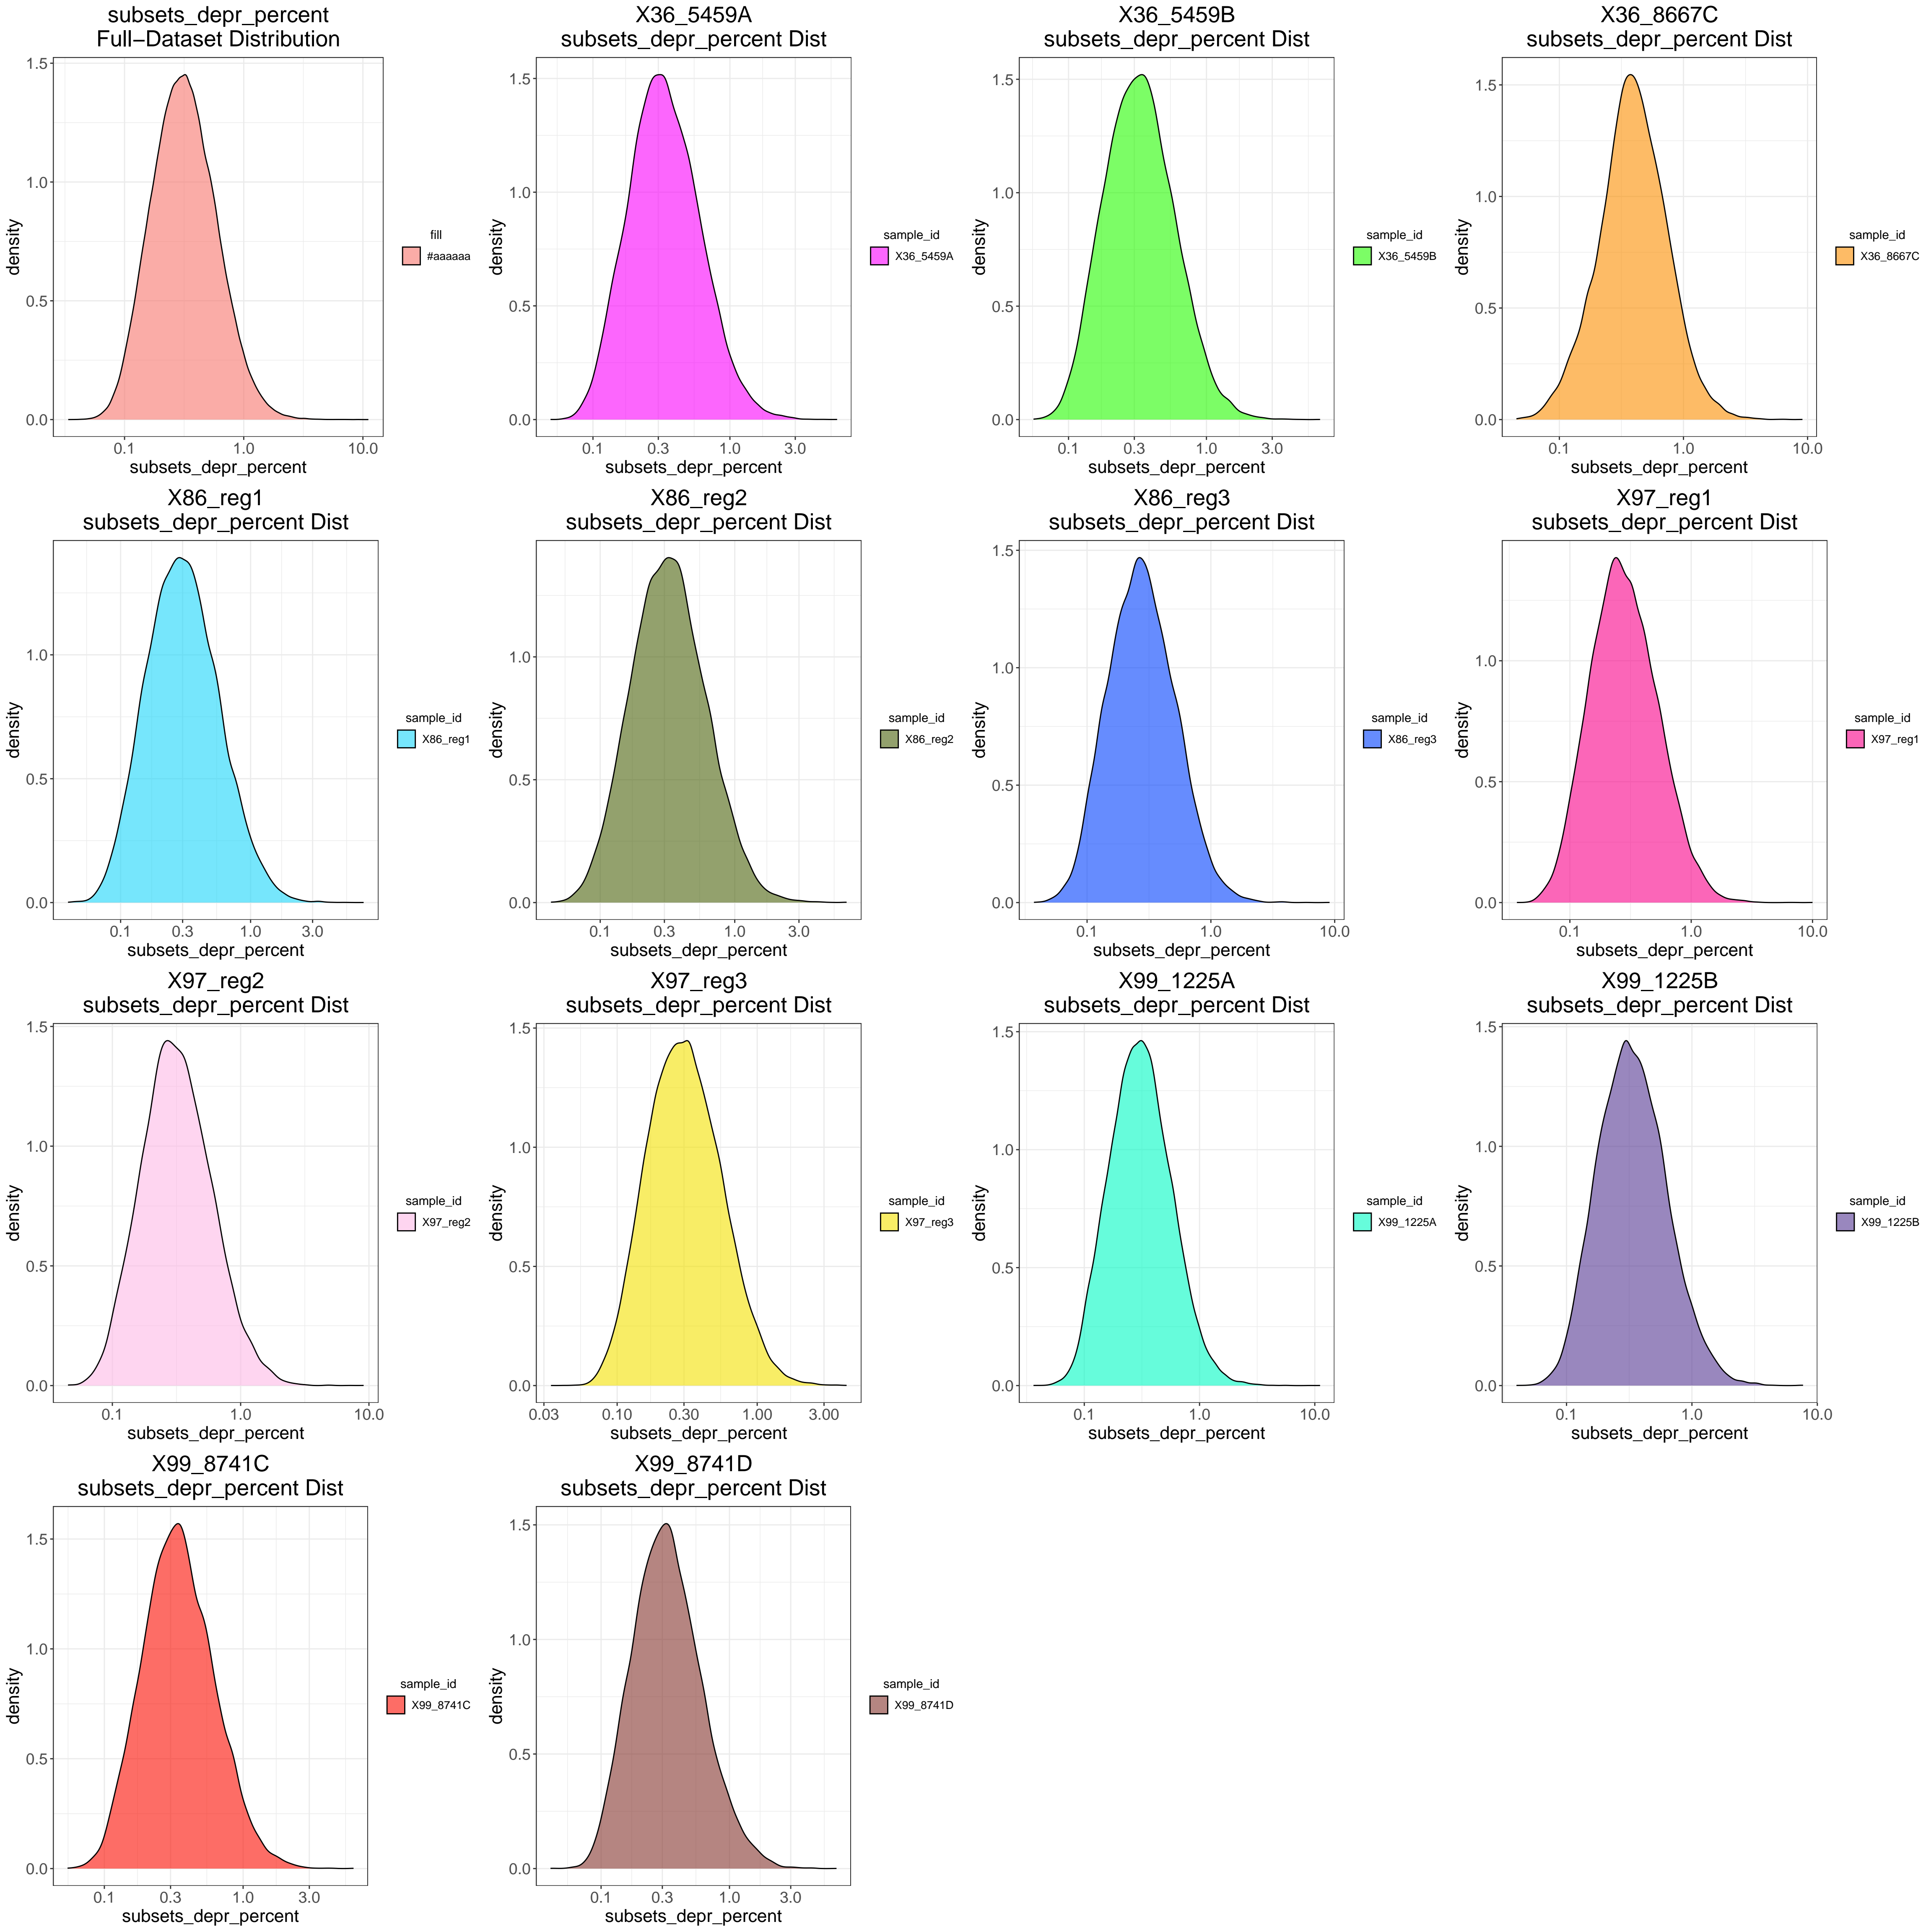 subsets_depr_percent
Full−Dataset Distribution
density
1.5
1.0
0.5
0.0
0.1
1.0
10.0
subsets_depr_percent
fill
#aaaaaa
X36_5459A
subsets_depr_percent Dist
density
1.5
1.0
0.5
0.0
0.1
0.3
1.0
3.0
subsets_depr_percent
sample_id
X36_5459A
X36_5459B
subsets_depr_percent Dist
density
1.5
1.0
0.5
0.0
0.1
0.3
1.0
3.0
subsets_depr_percent
sample_id
X36_5459B
X36_8667C
subsets_depr_percent Dist
density
1.5
1.0
0.5
0.0
0.1
1.0
10.0
subsets_depr_percent
sample_id
X36_8667C
X86_reg1
subsets_depr_percent Dist
density
1.0
0.5
0.0
0.1
0.3
1.0
3.0
subsets_depr_percent
sample_id
X86_reg1
X86_reg2
subsets_depr_percent Dist
density
1.0
0.5
0.0
0.1
0.3
1.0
3.0
subsets_depr_percent
sample_id
X86_reg2
X86_reg3
subsets_depr_percent Dist
density
1.5
1.0
0.5
0.0
0.1
1.0
10.0
subsets_depr_percent
sample_id
X86_reg3
X97_reg1
subsets_depr_percent Dist
density
1.0
0.5
0.0
0.1
1.0
10.0
subsets_depr_percent
sample_id
X97_reg1
X97_reg2
subsets_depr_percent Dist
density
1.5
1.0
0.5
0.0
0.1
1.0
10.0
subsets_depr_percent
sample_id
X97_reg2
X97_reg3
subsets_depr_percent Dist
density
1.5
1.0
0.5
0.0
0.03
0.10
0.30
1.00
3.00
subsets_depr_percent
sample_id
X97_reg3
X99_1225A
subsets_depr_percent Dist
density
1.5
1.0
0.5
0.0
0.1
1.0
10.0
subsets_depr_percent
sample_id
X99_1225A
X99_1225B
subsets_depr_percent Dist
density
1.5
1.0
0.5
0.0
0.1
1.0
10.0
subsets_depr_percent
sample_id
X99_1225B
X99_8741C
subsets_depr_percent Dist
density
1.5
1.0
0.5
0.0
0.1
0.3
1.0
3.0
subsets_depr_percent
sample_id
X99_8741C
X99_8741D
subsets_depr_percent Dist
density
1.5
1.0
0.5
0.0
0.1
0.3
1.0
3.0
subsets_depr_percent
sample_id
X99_8741D